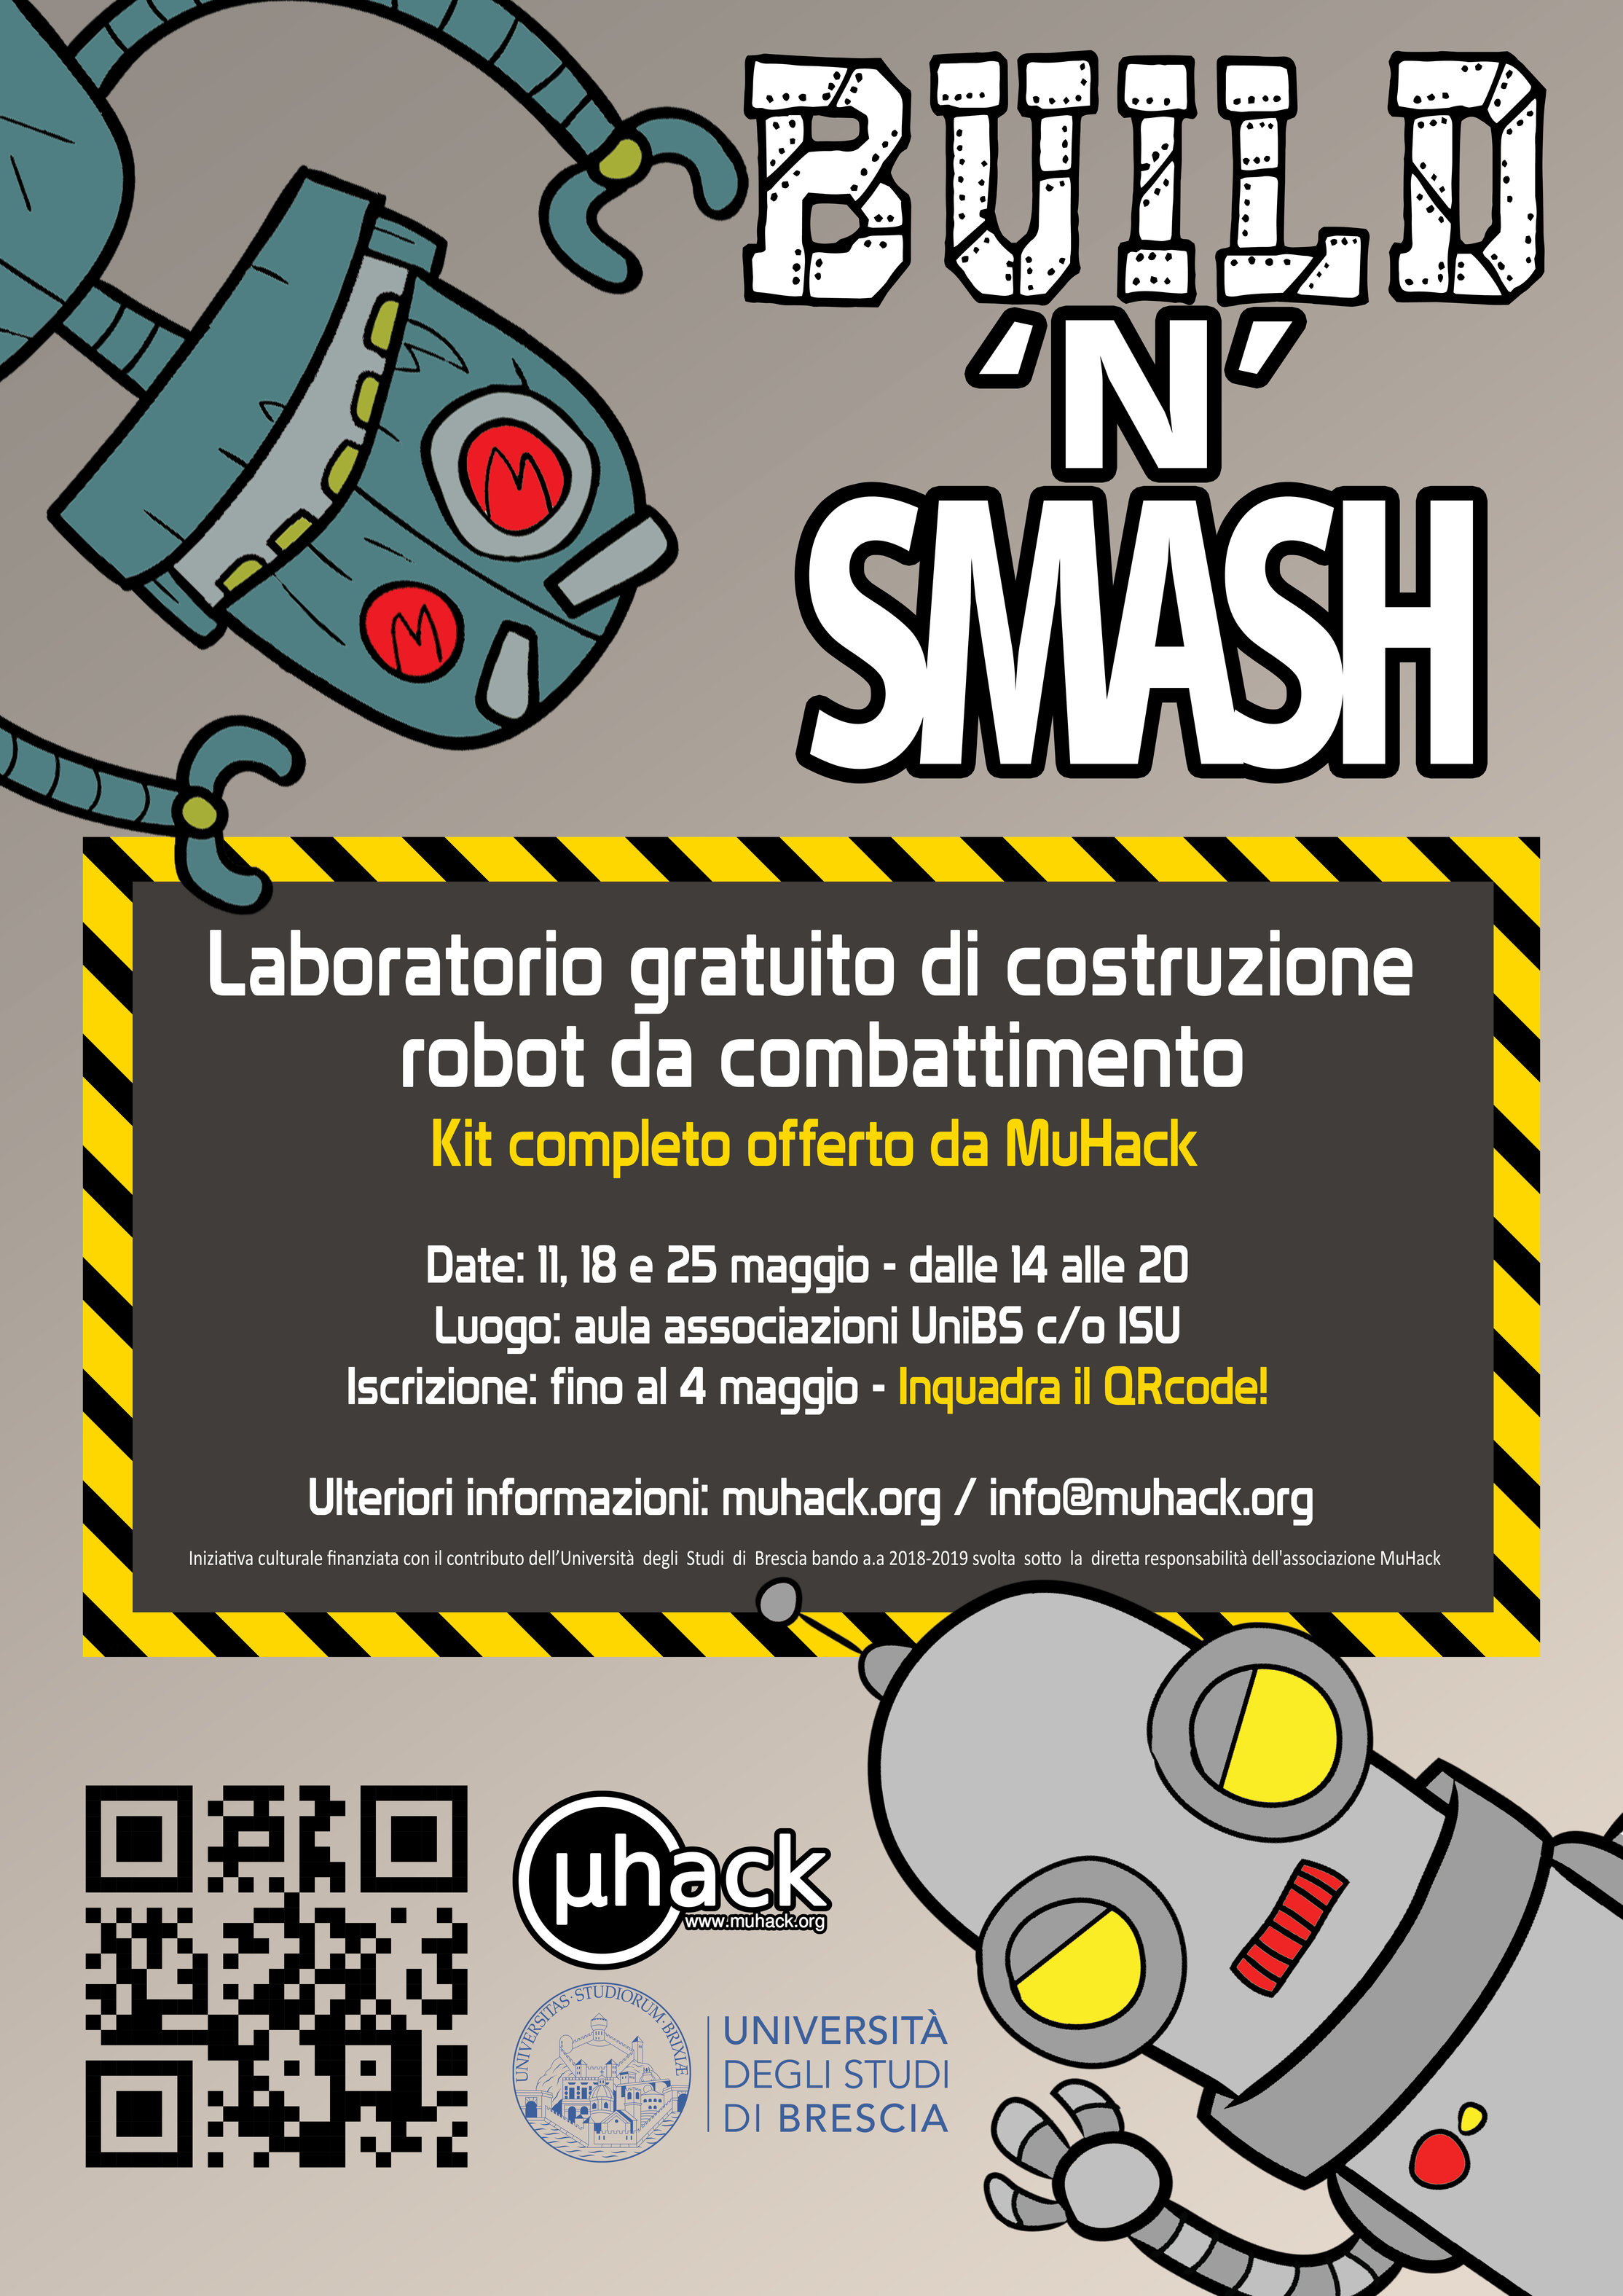 BUILD
'N'
SMASH
Laboratorio gratuito di costruzione
robot da combattimento
Kit completo offerto da MuHack
Date: 11, 18 e 25 maggio - dalle 14 alle 20
Luogo: aula associazioni UniBS c/o ISU
Iscrizione: fino al 4 maggio - Inquadra il QRcode!
Ulteriori informazioni: muhack.org / info@muhack.org
Iniziativa culturale finanziata con il contributo dell'Università degli Studi di Brescia bando a.a 2018-2019 svolta sotto la diretta responsabilità dell'associazione MuHack
M
M
µhack
www.muhack.org
UNIVERSITAS · STUDIORUM · BRIXIÆ
UNIVERSITÀ
DEGLI STUDI
DI BRESCIA